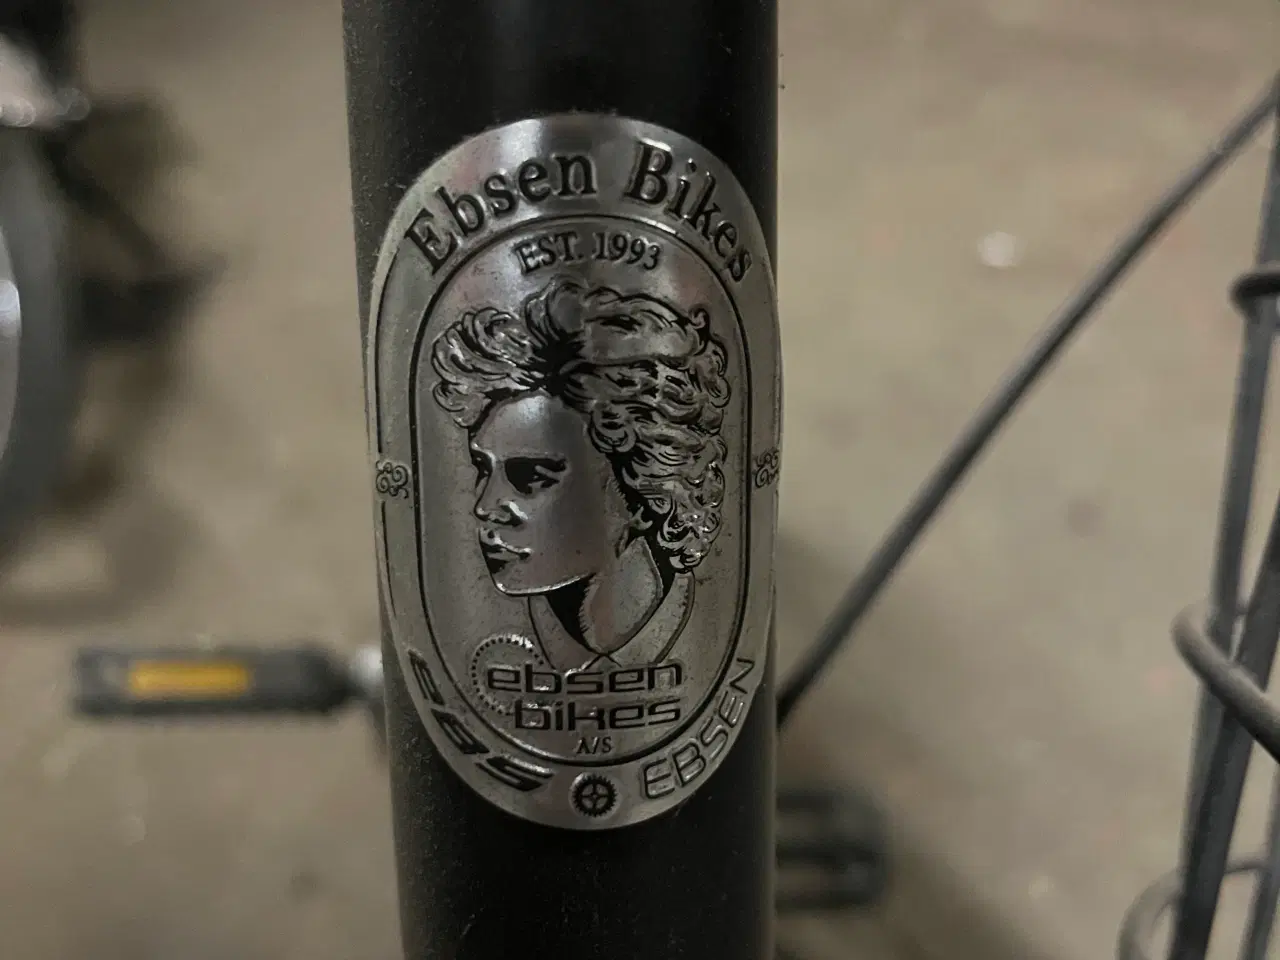 Ebsen Bikes
EST. 1993
ebsen
bikes
A/S
EBS
EBSEN